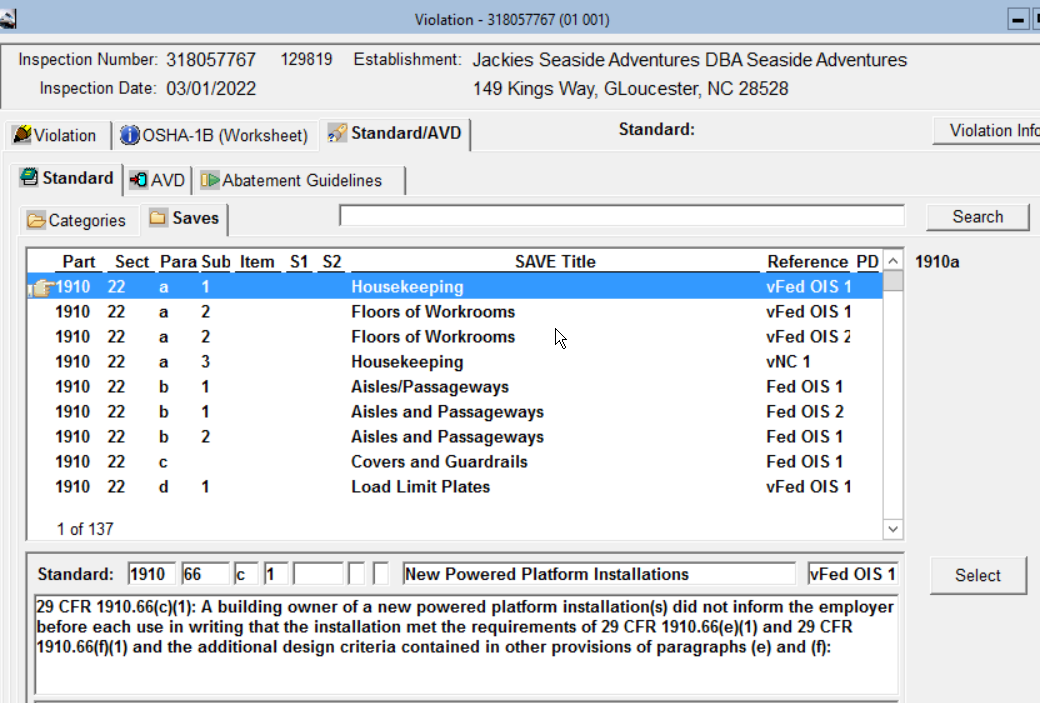 Violation - 318057767 (01 001)
Inspection Number: 318057767 129819 Establishment: Jackies Seaside Adventures DBA Seaside Adventures
Inspection Date: 03/01/2022 149 Kings Way, GLoucester, NC 28528
Violation OSHA-1B (Worksheet) Standard/AVD Standard: Violation Info
Standard AVD Abatement Guidelines
Categories Saves Search
Part Sect Para Sub Item S1 S2 SAVE Title Reference PD 1910a
1910 22 a 1 Housekeeping vFed OIS 1
1910 22 a 2 Floors of Workrooms vFed OIS 1
1910 22 a 2 Floors of Workrooms vFed OIS 2
1910 22 a 3 Housekeeping vNC 1
1910 22 b 1 Aisles/Passageways Fed OIS 1
1910 22 b 1 Aisles and Passageways Fed OIS 2
1910 22 b 2 Aisles and Passageways Fed OIS 1
1910 22 c Covers and Guardrails Fed OIS 1
1910 22 d 1 Load Limit Plates vFed OIS 1
1 of 137
Standard: 1910 66 c 1 New Powered Platform Installations vFed OIS 1 Select
29 CFR 1910.66(c)(1): A building owner of a new powered platform installation(s) did not inform the employer
before each use in writing that the installation met the requirements of 29 CFR 1910.66(e)(1) and 29 CFR
1910.66(f)(1) and the additional design criteria contained in other provisions of paragraphs (e) and (f):